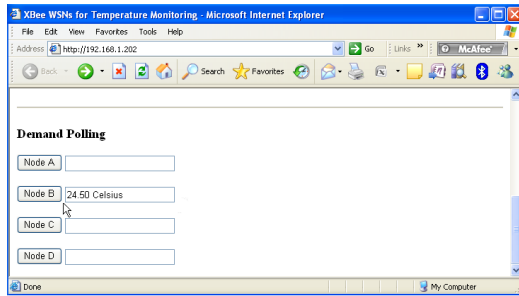 XBee WSNs for Temperature Monitoring - Microsoft Internet Explorer
File Edit View Favorites Tools Help
Address http://192.168.1.202 Go Links » McAfee
Back Search Favorites
Demand Polling
Node A
Node B 24.50 Celsius
Node C
Node D
Done My Computer